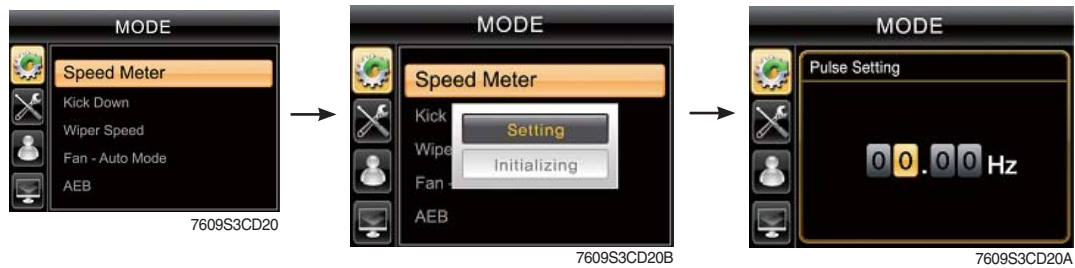 MODE
Speed Meter
Kick Down
Wiper Speed
Fan - Auto Mode
AEB
7609S3CD20
MODE
Speed Meter
Kick
Setting
Wipe
Initializing
Fan -
AEB
7609S3CD20B
MODE
Pulse Setting
00.00 Hz
7609S3CD20A